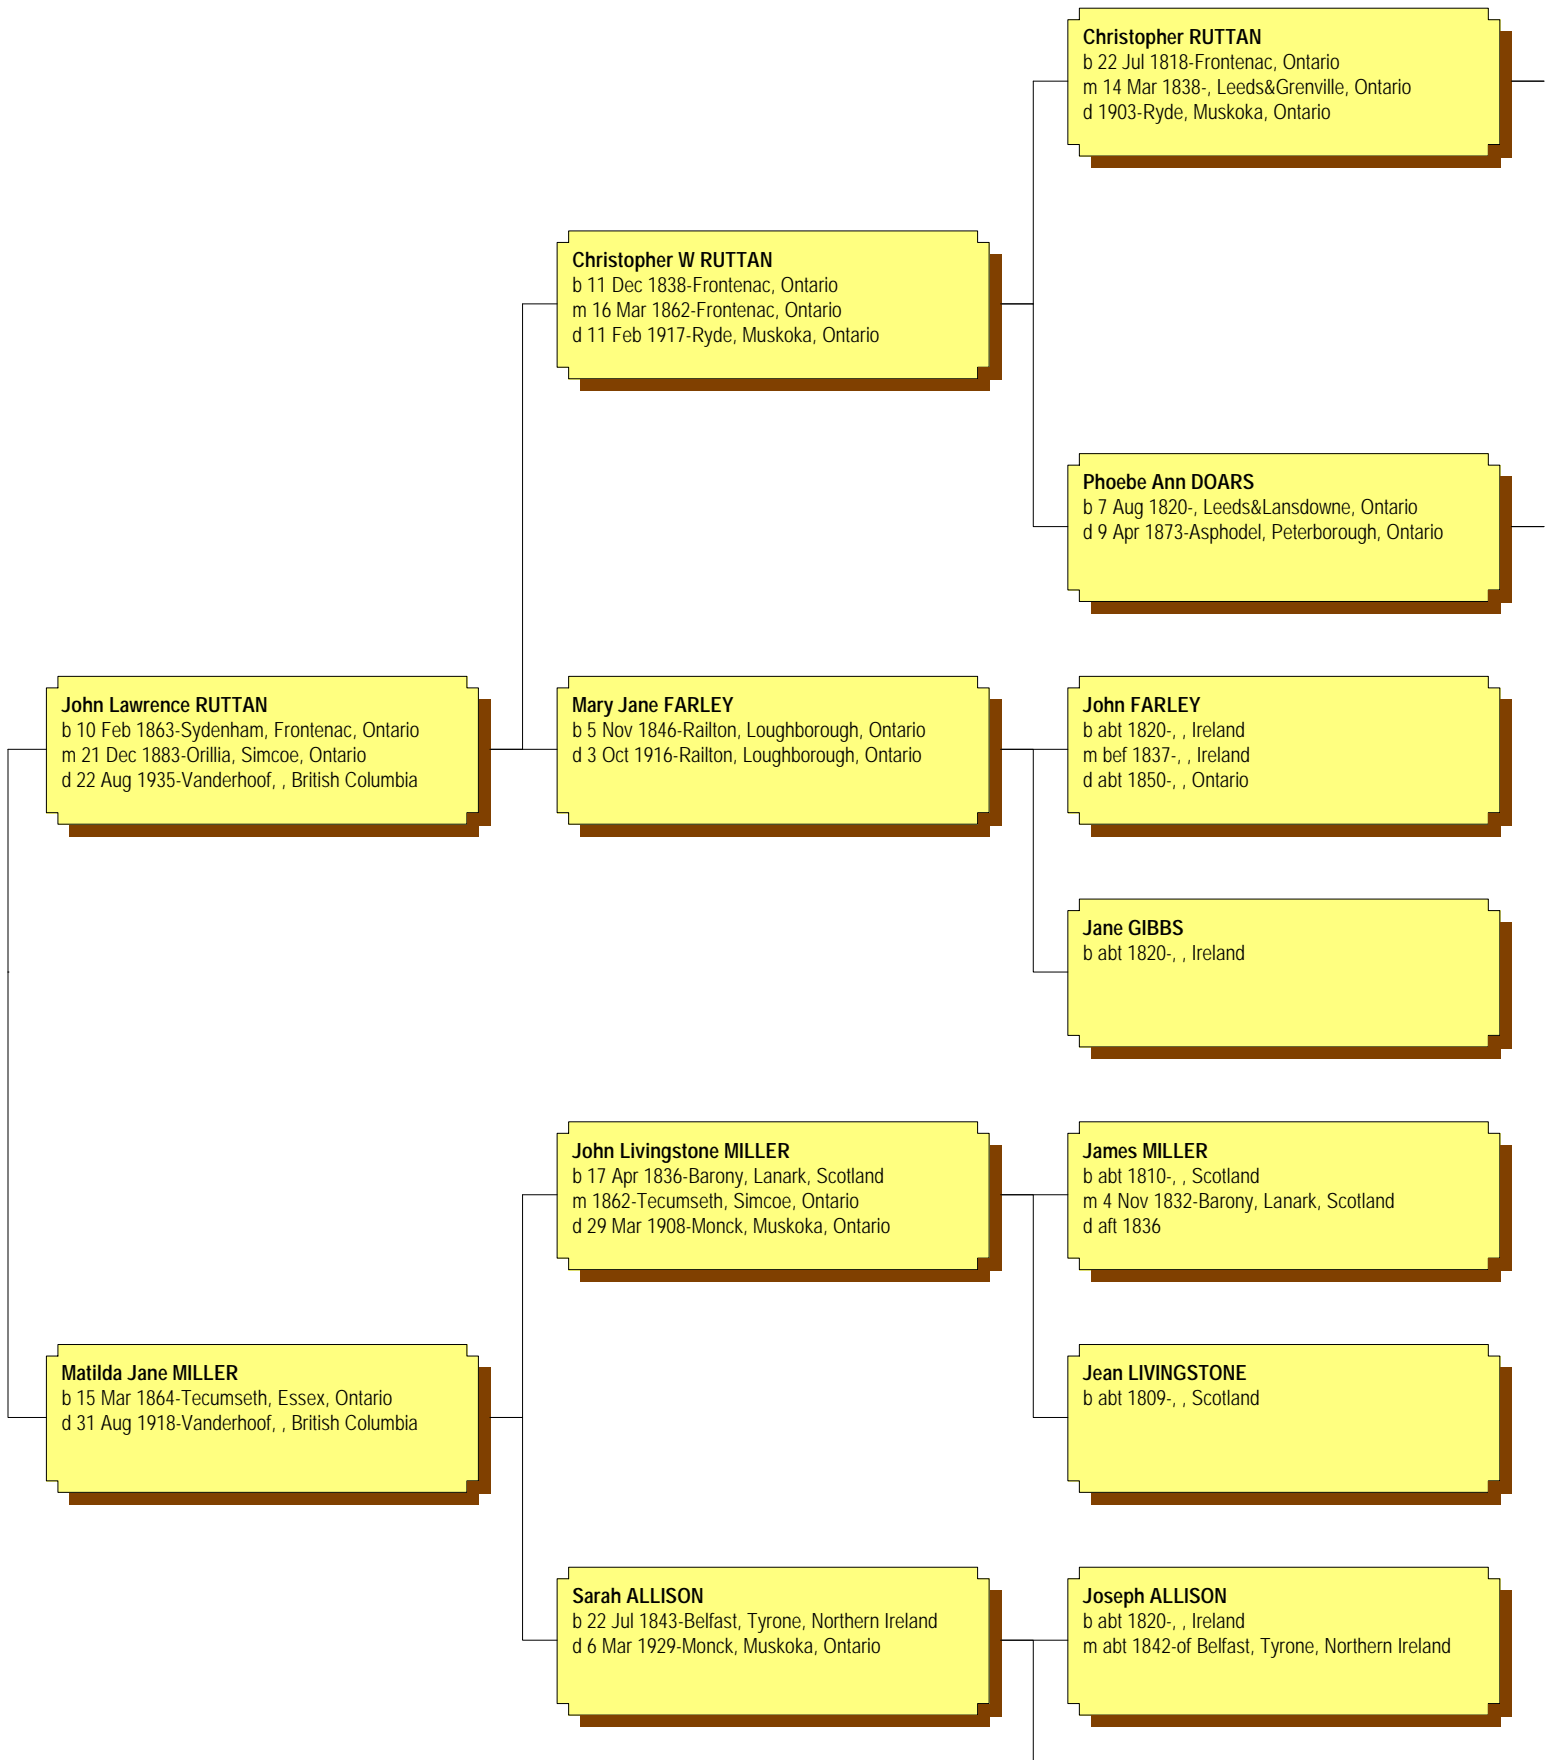 Christopher RUTTAN
b 22 Jul 1818-Frontenac, Ontario
m 14 Mar 1838-, Leeds&Grenville, Ontario
d 1903-Ryde, Muskoka, Ontario
Christopher W RUTTAN
b 11 Dec 1838-Frontenac, Ontario
m 16 Mar 1862-Frontenac, Ontario
d 11 Feb 1917-Ryde, Muskoka, Ontario
Phoebe Ann DOARS
b 7 Aug 1820-, Leeds&Lansdowne, Ontario
d 9 Apr 1873-Asphodel, Peterborough, Ontario
John Lawrence RUTTAN
b 10 Feb 1863-Sydenham, Frontenac, Ontario
m 21 Dec 1883-Orillia, Simcoe, Ontario
d 22 Aug 1935-Vanderhoof, , British Columbia
Mary Jane FARLEY
b 5 Nov 1846-Railton, Loughborough, Ontario
d 3 Oct 1916-Railton, Loughborough, Ontario
John FARLEY
b abt 1820-, , Ireland
m bef 1837-, , Ireland
d abt 1850-, , Ontario
Jane GIBBS
b abt 1820-, , Ireland
John Livingstone MILLER
b 17 Apr 1836-Barony, Lanark, Scotland
m 1862-Tecumseth, Simcoe, Ontario
d 29 Mar 1908-Monck, Muskoka, Ontario
James MILLER
b abt 1810-, , Scotland
m 4 Nov 1832-Barony, Lanark, Scotland
d aft 1836
Matilda Jane MILLER
b 15 Mar 1864-Tecumseth, Essex, Ontario
d 31 Aug 1918-Vanderhoof, , British Columbia
Jean LIVINGSTONE
b abt 1809-, , Scotland
Sarah ALLISON
b 22 Jul 1843-Belfast, Tyrone, Northern Ireland
d 6 Mar 1929-Monck, Muskoka, Ontario
Joseph ALLISON
b abt 1820-, , Ireland
m abt 1842-of Belfast, Tyrone, Northern Ireland